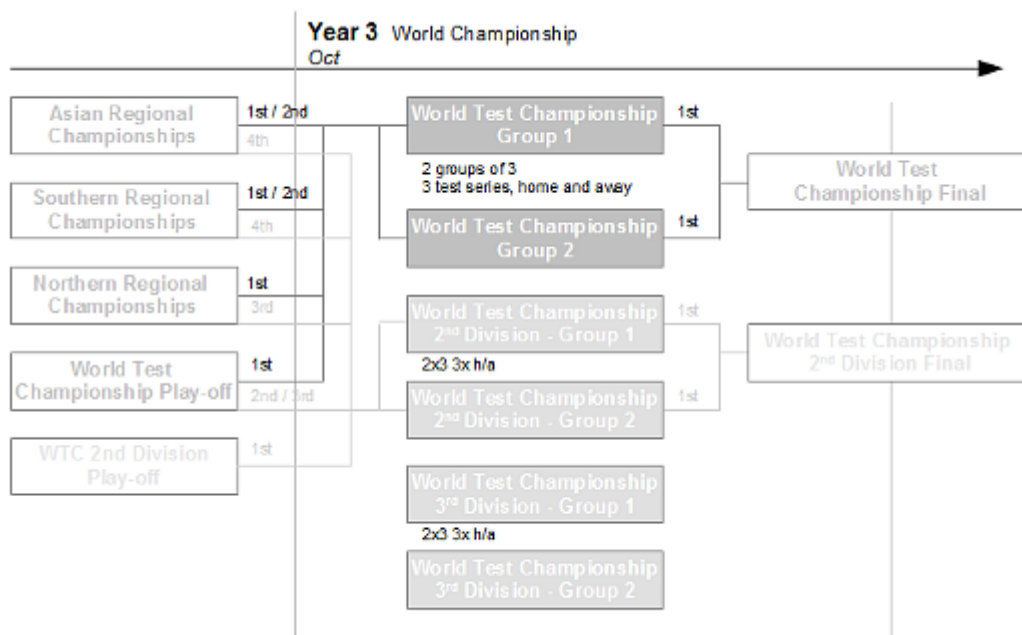 Year 3 World Championship
Oct
Asian Regional
Championships
1st / 2nd
4th
Southern Regional
Championships
1st / 2nd
4th
Northern Regional
Championships
1st
3rd
World Test
Championship Play-off
1st
2nd / 3rd
WTC 2nd Division
Play-off
1st
World Test Championship
Group 1
1st
2 groups of 3
3 test series, home and away
World Test Championship
Group 2
1st
World Test Championship
2nd Division - Group 1
1st
2x3 3x h/a
World Test Championship
2nd Division - Group 2
1st
World Test Championship
3rd Division - Group 1
2x3 3x h/a
World Test Championship
3rd Division - Group 2
World Test
Championship Final
World Test Championship
2nd Division Final